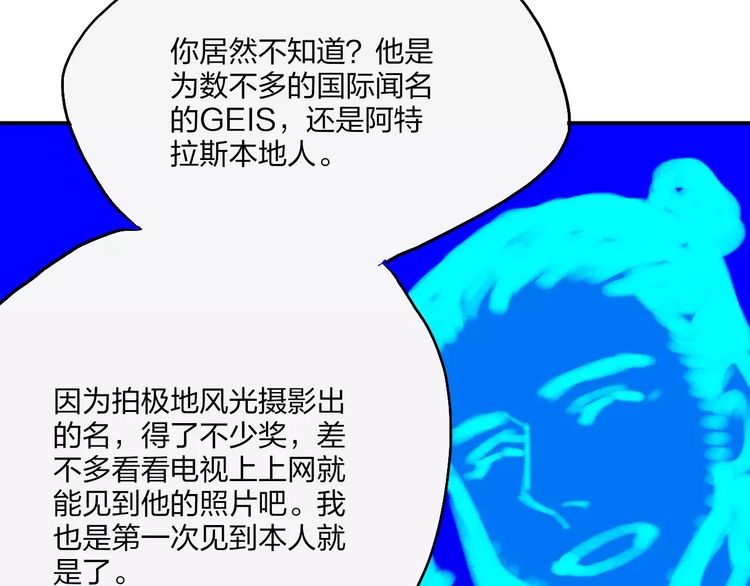 你居然不知道？他是
为数不多的国际闻名
的GEIS，还是阿特
拉斯本地人。
因为拍极地风光摄影出
的名，得了不少奖，差
不多看看电视上上网就
能见到他的照片吧。我
也是第一次见到本人就
是了。